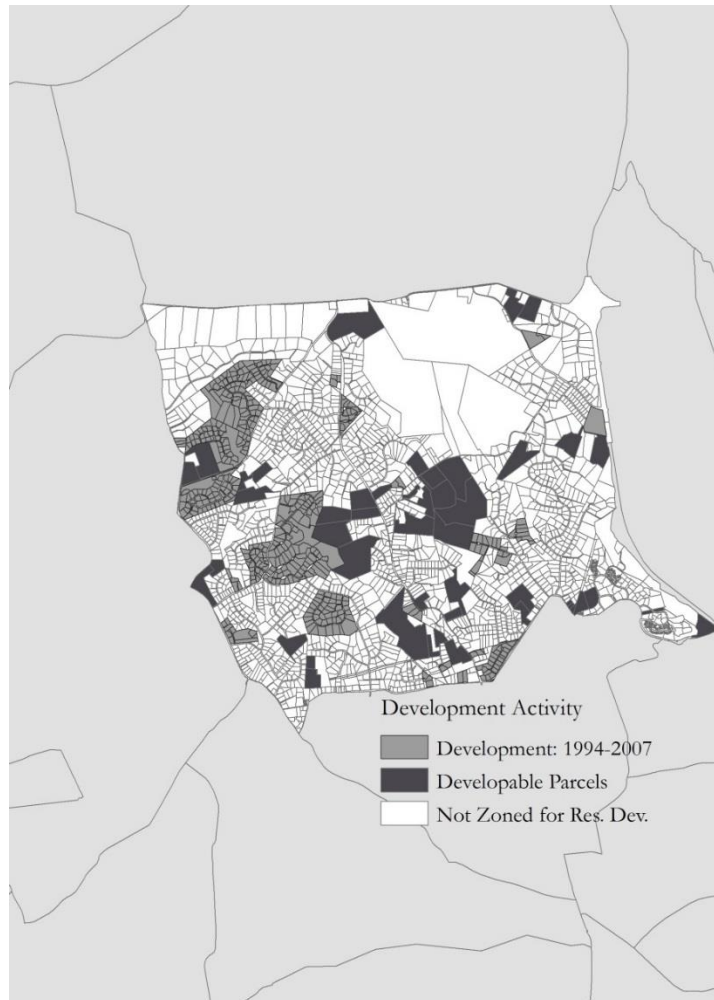 Development Activity
Development: 1994-2007
Developable Parcels
Not Zoned for Res. Dev.